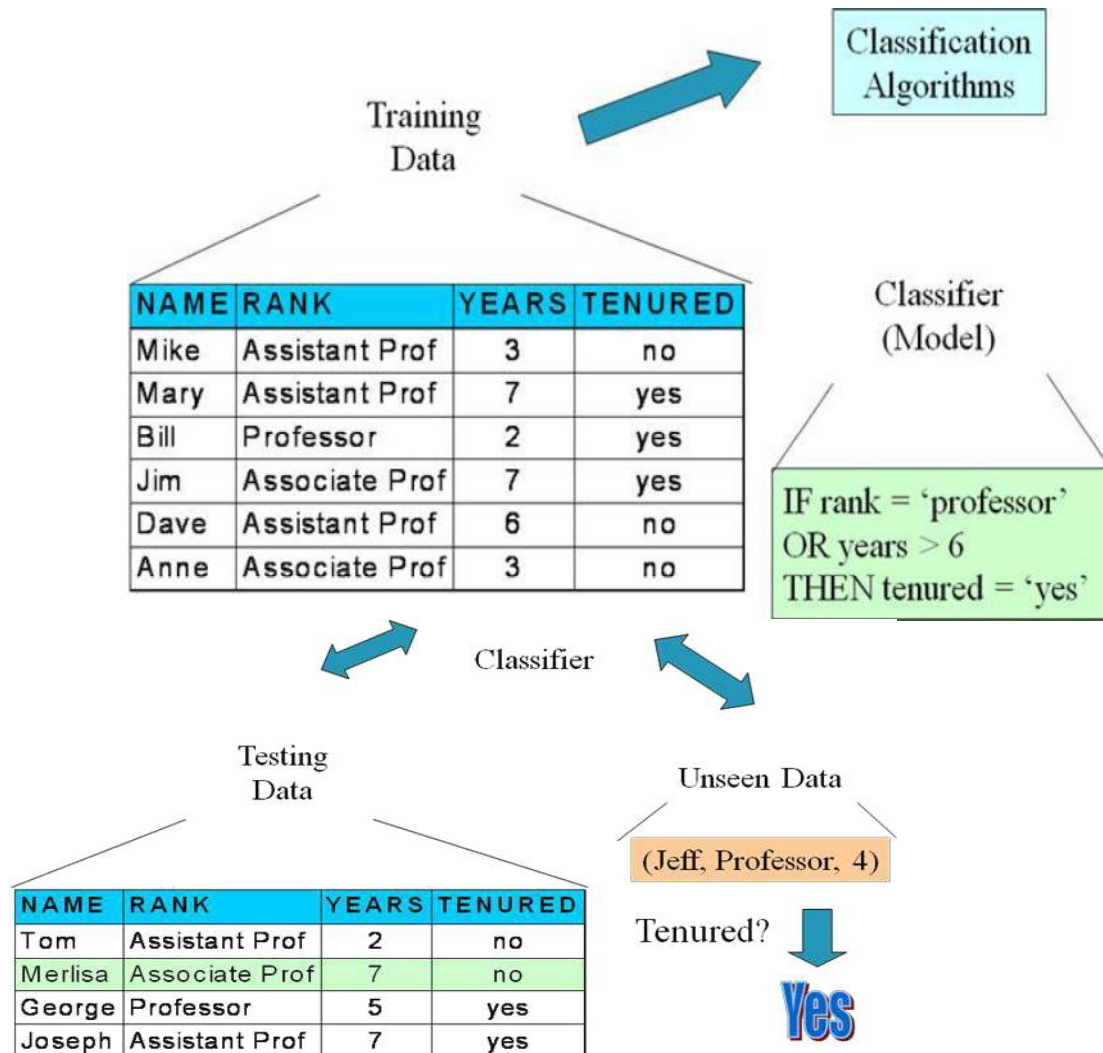 Classification
Algorithms
Training
Data
NAME RANK YEARS TENURED
Mike Assistant Prof 3 no
Mary Assistant Prof 7 yes
Bill Professor 2 yes
Jim Associate Prof 7 yes
Dave Assistant Prof 6 no
Anne Associate Prof 3 no
Classifier
(Model)
IF rank = ‘professor’
OR years > 6
THEN tenured = ‘yes’
Classifier
Testing
Data
NAME RANK YEARS TENURED
Tom Assistant Prof 2 no
Merlisa Associate Prof 7 no
George Professor 5 yes
Joseph Assistant Prof 7 yes
Unseen Data
(Jeff, Professor, 4)
Tenured?
Yes